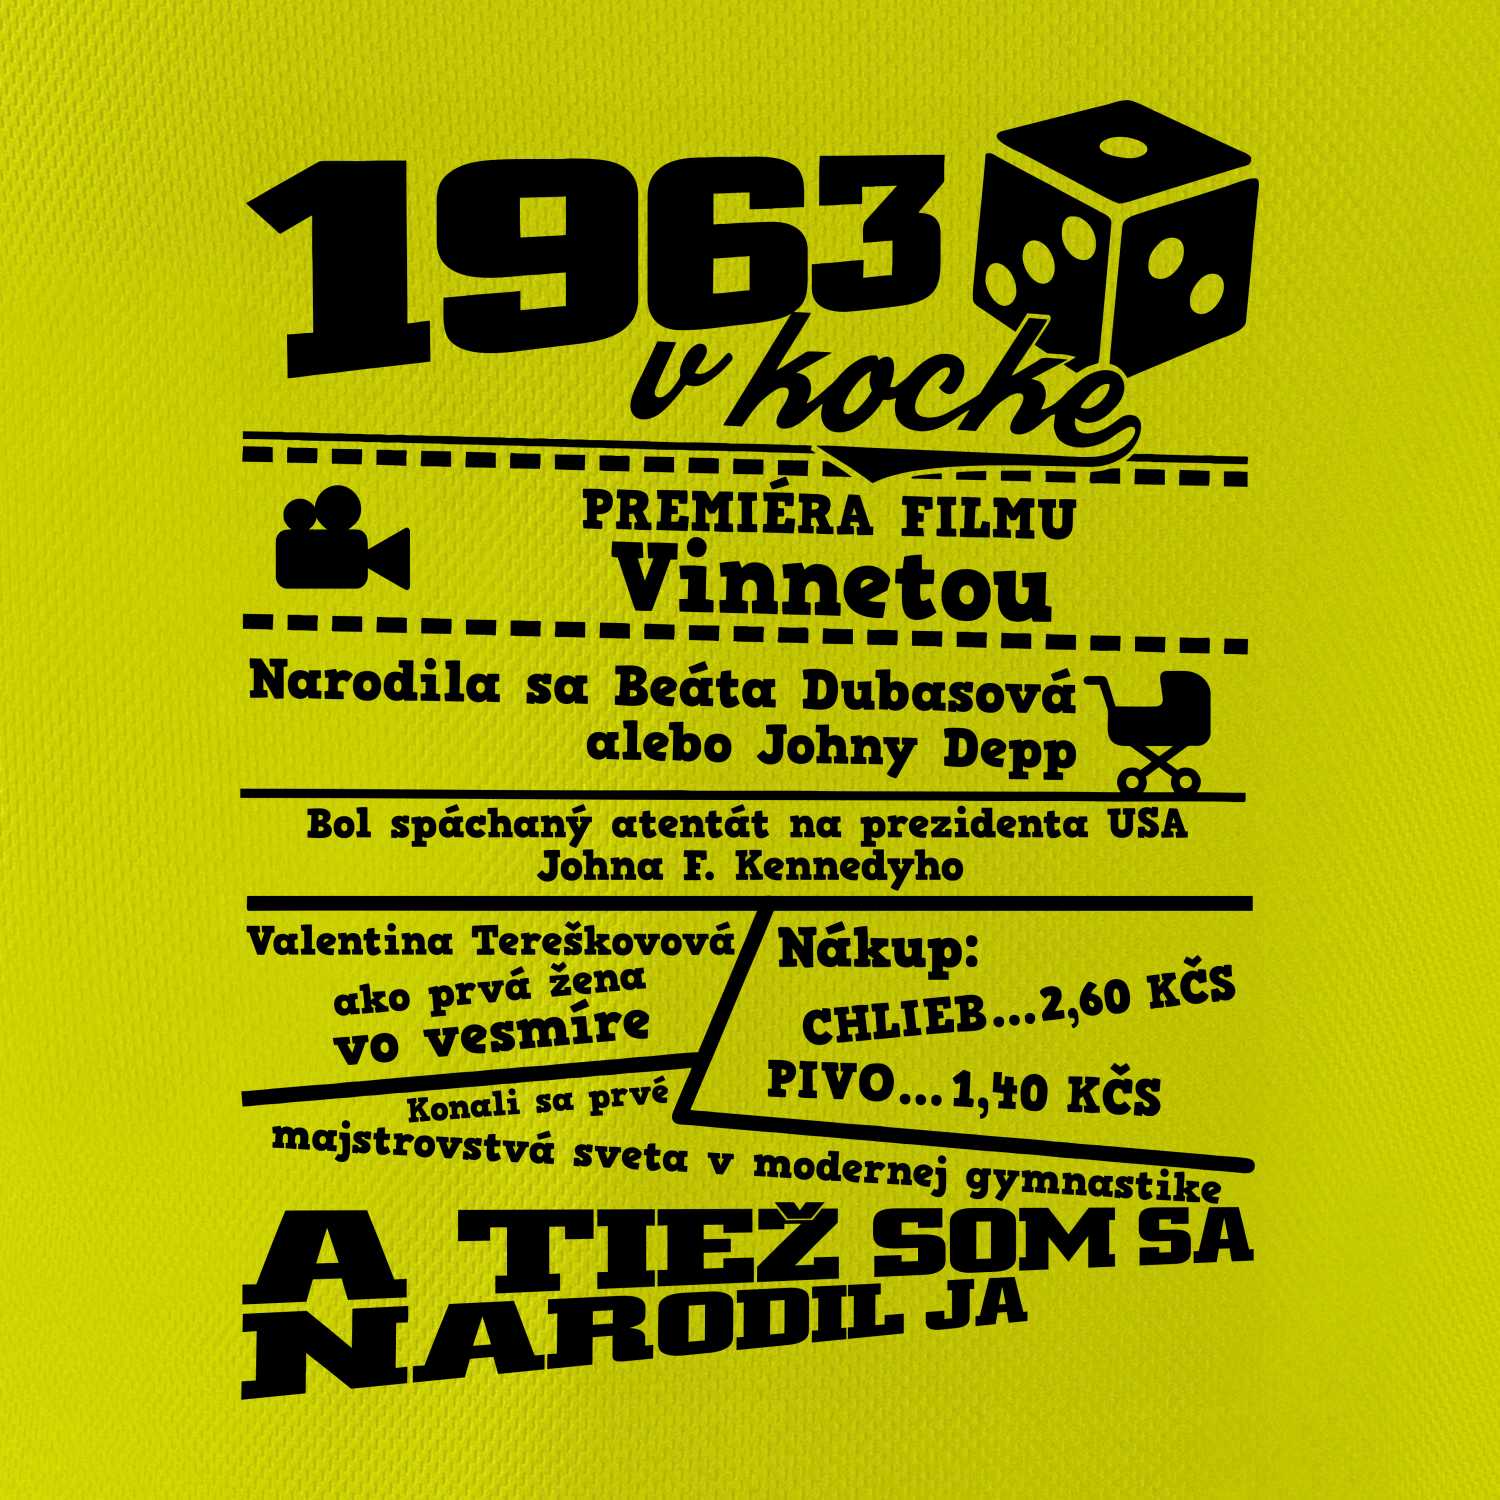 1963
v kocke
PREMIÉRA FILMU
Vinnetou
Narodila sa Beáta Dubasová
alebo Johny Depp
Bol spáchaný atentát na prezidenta USA
Johna F. Kennedyho
Valentina Tereškovová
ako prvá žena
vo vesmíre
Nákup:
CHLIEB...2,60 KČS
PIVO...1,40 KČS
Konali sa prvé
majstrovstvá sveta v modernej gymnastike
A TIEŽ SOM SA
NARODIL JA